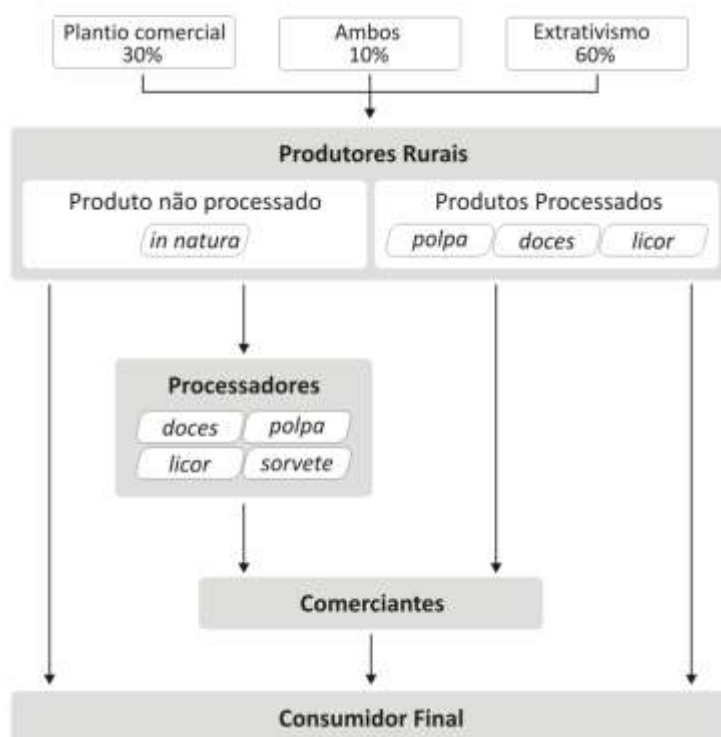 Plantio comercial
30%
Ambos
10%
Extrativismo
60%
Produtores Rurais
Produto não processado
in natura
Produtos Processados
polpa doces licor
Processadores
doces polpa
licor sorvete
Comerciantes
Consumidor Final